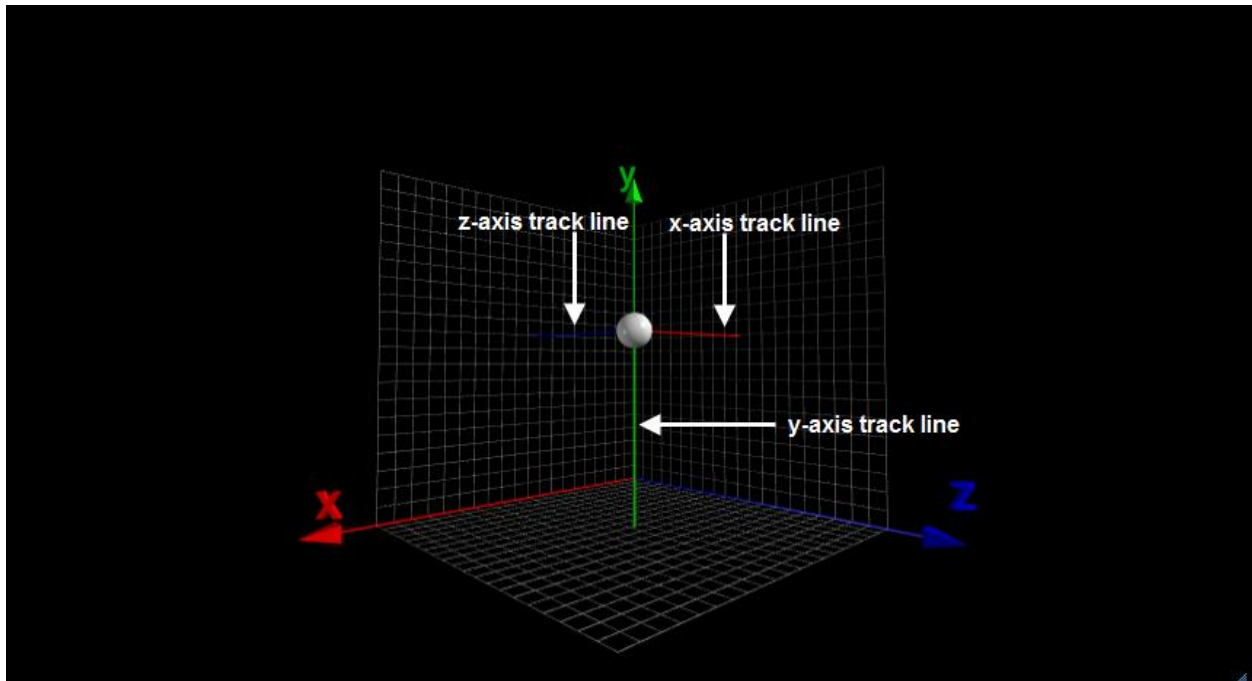 y
z-axis track line
x-axis track line
y-axis track line
x
z